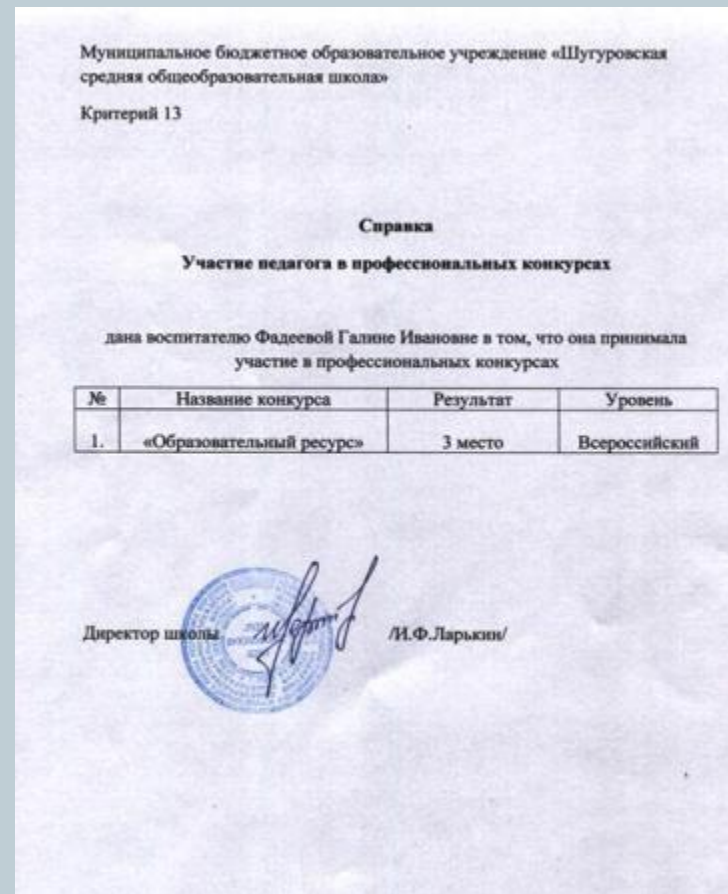 Муниципальное бюджетное образовательное учреждение «Шугуровская
средняя общеобразовательная школа»
Критерий 13
Справка
Участие педагога в профессиональных конкурсах
дана воспитателю Фадеевой Галине Ивановне в том, что она принимала
участие в профессиональных конкурсах
№ Название конкурса Результат Уровень
1. «Образовательный ресурс» 3 место Всероссийский
Директор школы /И.Ф.Ларькин/